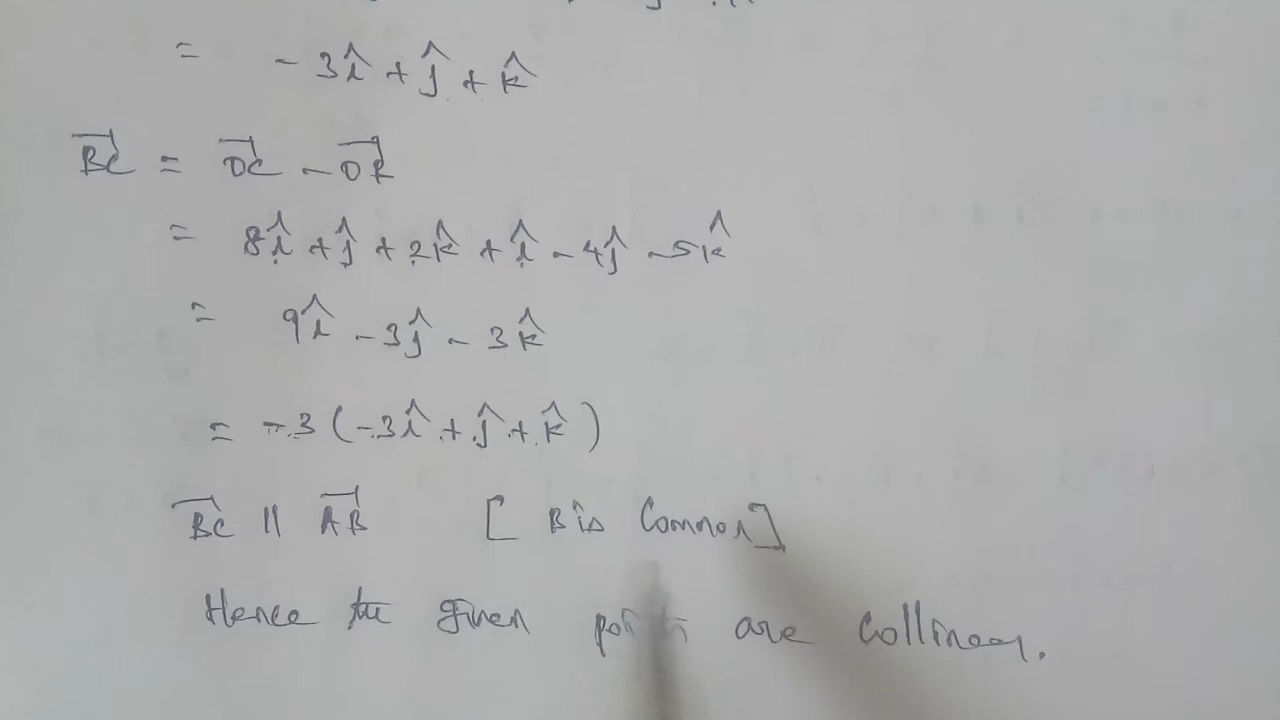 = - 3î + ĵ + k̂
BC⃗ = OC⃗ - OB⃗
= 8î + ĵ + 2k̂ + î - 4ĵ - 5k̂
= 9î - 3ĵ - 3k̂
= -3 (-3î + ĵ + k̂)
BC⃗ || AB⃗ [ B is Common ]
Hence the given points are collinear.